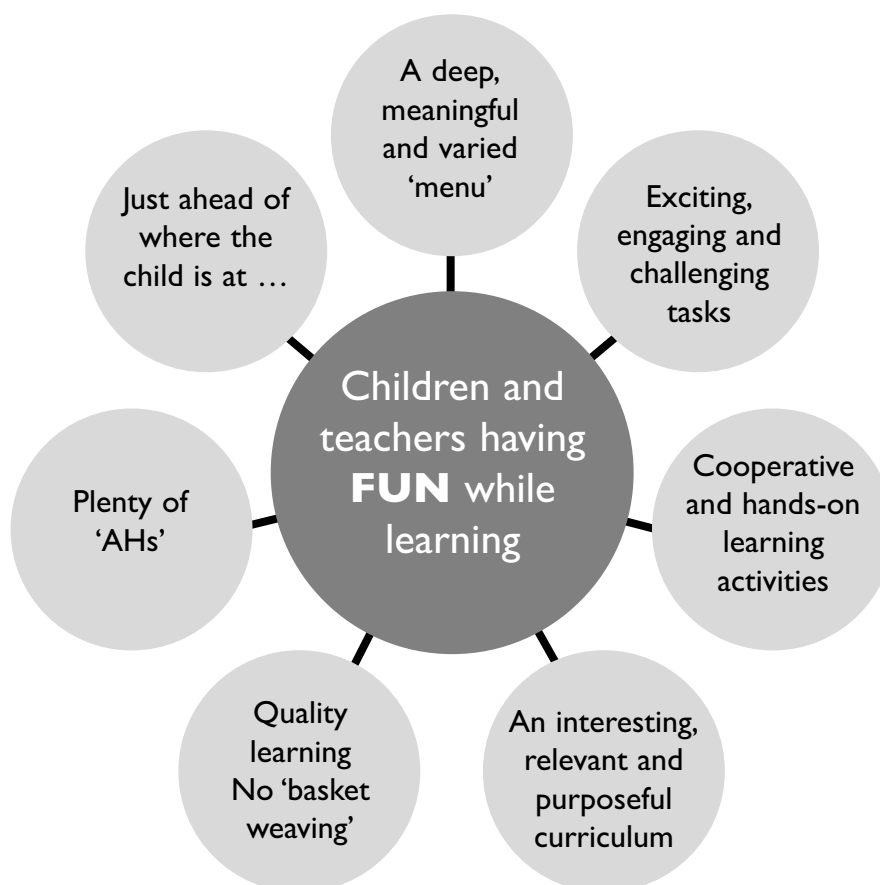 A deep,
meaningful
and varied
‘menu’
Exciting,
engaging and
challenging
tasks
Cooperative
and hands-on
learning
activities
An interesting,
relevant and
purposeful
curriculum
Quality
learning
No ‘basket
weaving’
Plenty of
‘AHs’
Just ahead of
where the
child is at …
Children and
teachers having
FUN while
learning